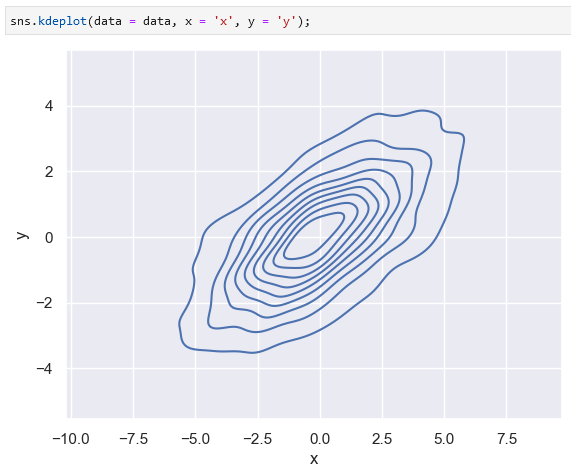 sns.kdeplot(data = data, x = 'x', y = 'y');
4
2
0
−2
−4
y
−10.0 −7.5 −5.0 −2.5 0.0 2.5 5.0 7.5
x